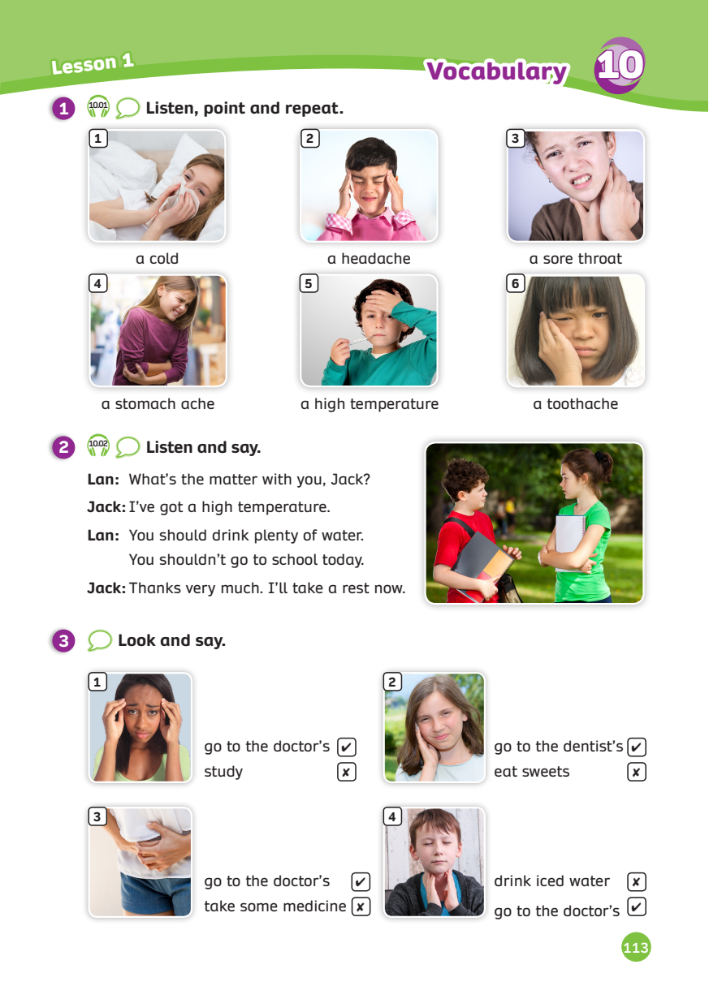 Lesson 1
Vocabulary 10
1 10.01 Listen, point and repeat.
1 2 3
a cold a headache a sore throat
4 5 6
a stomach ache a high temperature a toothache
2 10.02 Listen and say.
Lan: What's the matter with you, Jack?
Jack: I've got a high temperature.
Lan: You should drink plenty of water.
You shouldn't go to school today.
Jack: Thanks very much. I'll take a rest now.
3 Look and say.
1
go to the doctor's ✔
study ✘
2
go to the dentist's ✔
eat sweets ✘
3
go to the doctor's ✔
take some medicine ✘
4
drink iced water ✘
go to the doctor's ✔
113